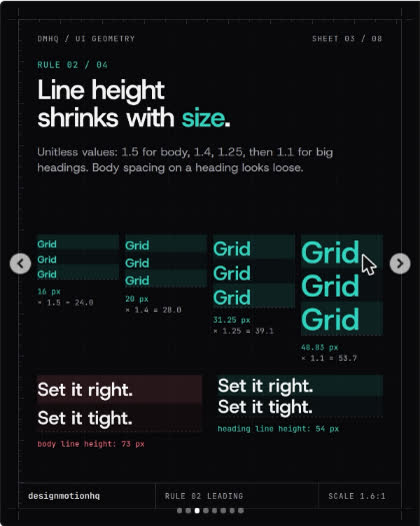 DMHQ / UI GEOMETRY
SHEET 03 / 08
RULE 02 / 04
Line height
shrinks with size.
Unitless values: 1.5 for body, 1.4, 1.25, then 1.1 for big
headings. Body spacing on a heading looks loose.
Grid
Grid
Grid
16 px
× 1.5 = 24.0
Grid
Grid
Grid
20 px
× 1.4 = 28.0
Grid
Grid
Grid
31.25 px
× 1.25 = 39.1
Grid
Grid
Grid
48.83 px
× 1.1 = 53.7
Set it right.
Set it tight.
body line height: 73 px
Set it right.
Set it tight.
heading line height: 54 px
designmotionhq
RULE 02 LEADING
SCALE 1.6:1